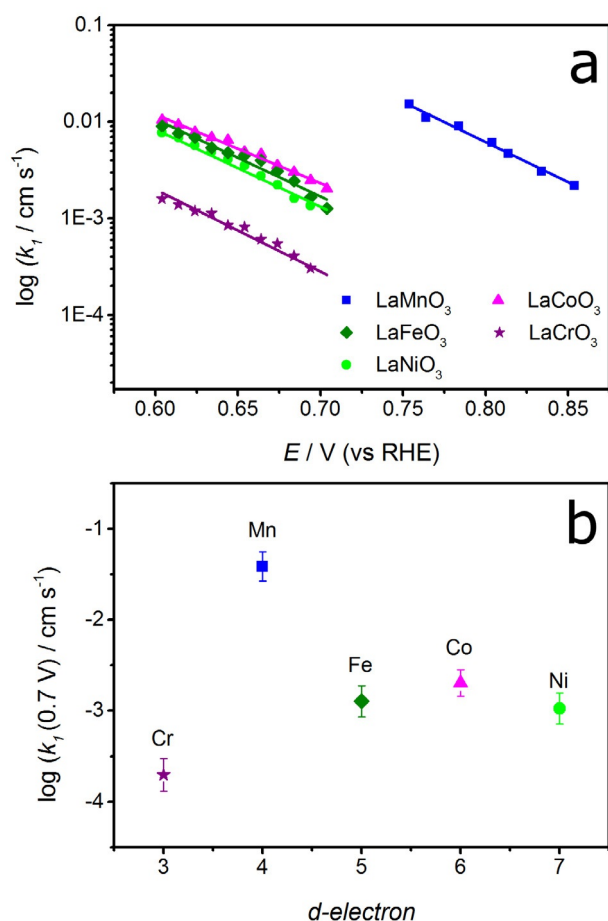 a
0.1
0.01
1E-3
1E-4
log (k₁ / cm s⁻¹)
LaMnO₃
LaCoO₃
LaFeO₃
LaCrO₃
LaNiO₃
0.60 0.65 0.70 0.75 0.80 0.85
E / V (vs RHE)
b
-1
-2
-3
-4
log (k₁ (0.7 V) / cm s⁻¹)
Mn
Fe
Co
Ni
Cr
3 4 5 6 7
d-electron